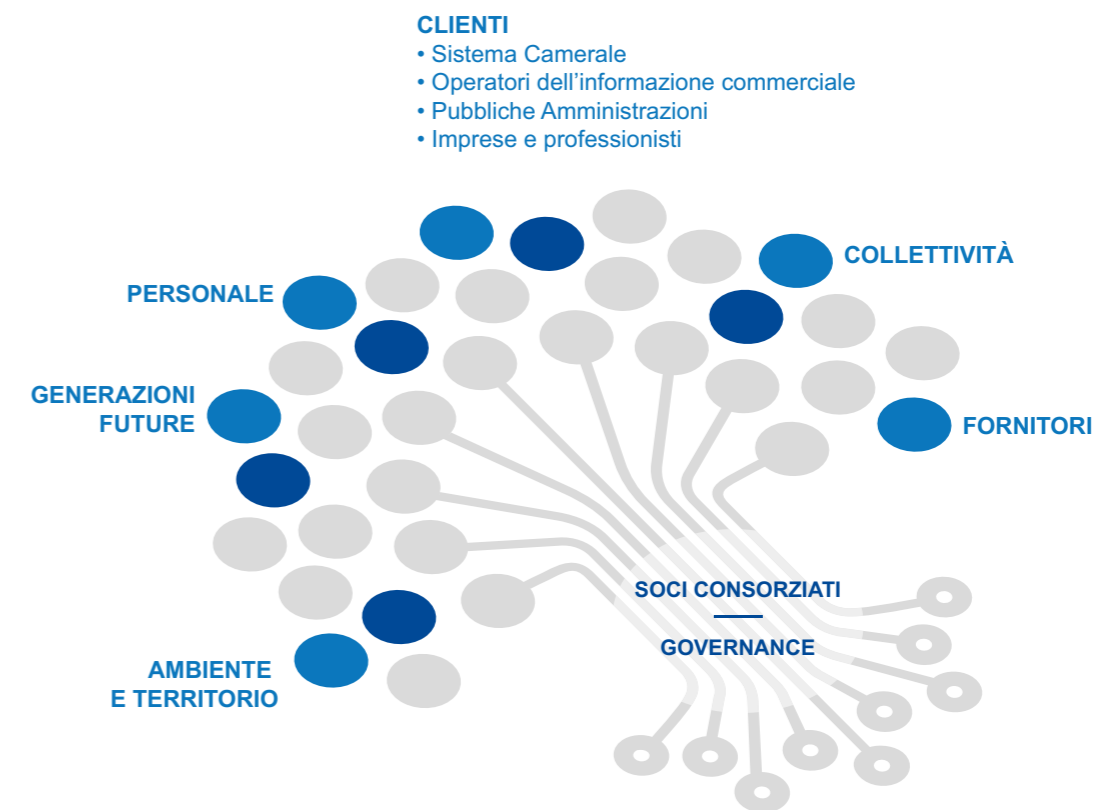 CLIENTI
• Sistema Camerale
• Operatori dell’informazione commerciale
• Pubbliche Amministrazioni
• Imprese e professionisti
COLLETTIVITÀ
PERSONALE
GENERAZIONI
FUTURE
FORNITORI
SOCI CONSORZIATI
GOVERNANCE
AMBIENTE
E TERRITORIO